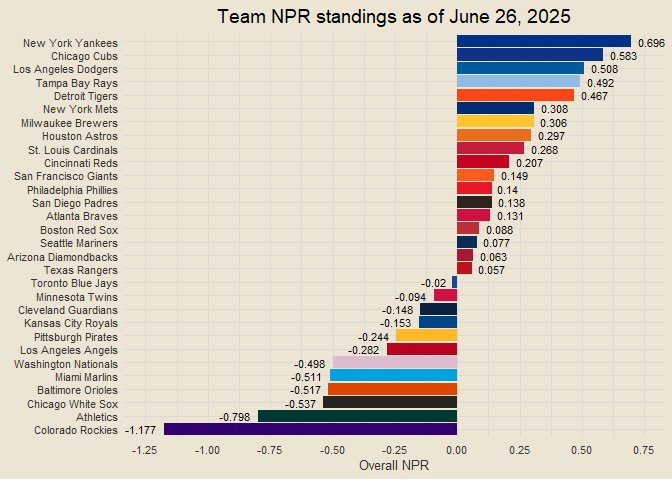 Team NPR standings as of June 26, 2025
New York Yankees 0.696
Chicago Cubs 0.583
Los Angeles Dodgers 0.508
Tampa Bay Rays 0.492
Detroit Tigers 0.467
New York Mets 0.308
Milwaukee Brewers 0.306
Houston Astros 0.297
St. Louis Cardinals 0.268
Cincinnati Reds 0.207
San Francisco Giants 0.149
Philadelphia Phillies 0.14
San Diego Padres 0.138
Atlanta Braves 0.131
Boston Red Sox 0.088
Seattle Mariners 0.077
Arizona Diamondbacks 0.063
Texas Rangers 0.057
Toronto Blue Jays -0.02
Minnesota Twins -0.094
Cleveland Guardians -0.148
Kansas City Royals -0.153
Pittsburgh Pirates -0.244
Los Angeles Angels -0.282
Washington Nationals -0.498
Miami Marlins -0.511
Baltimore Orioles -0.517
Chicago White Sox -0.537
Athletics -0.798
Colorado Rockies -1.177
-1.25 -1.00 -0.75 -0.50 -0.25 0.00 0.25 0.50 0.75
Overall NPR